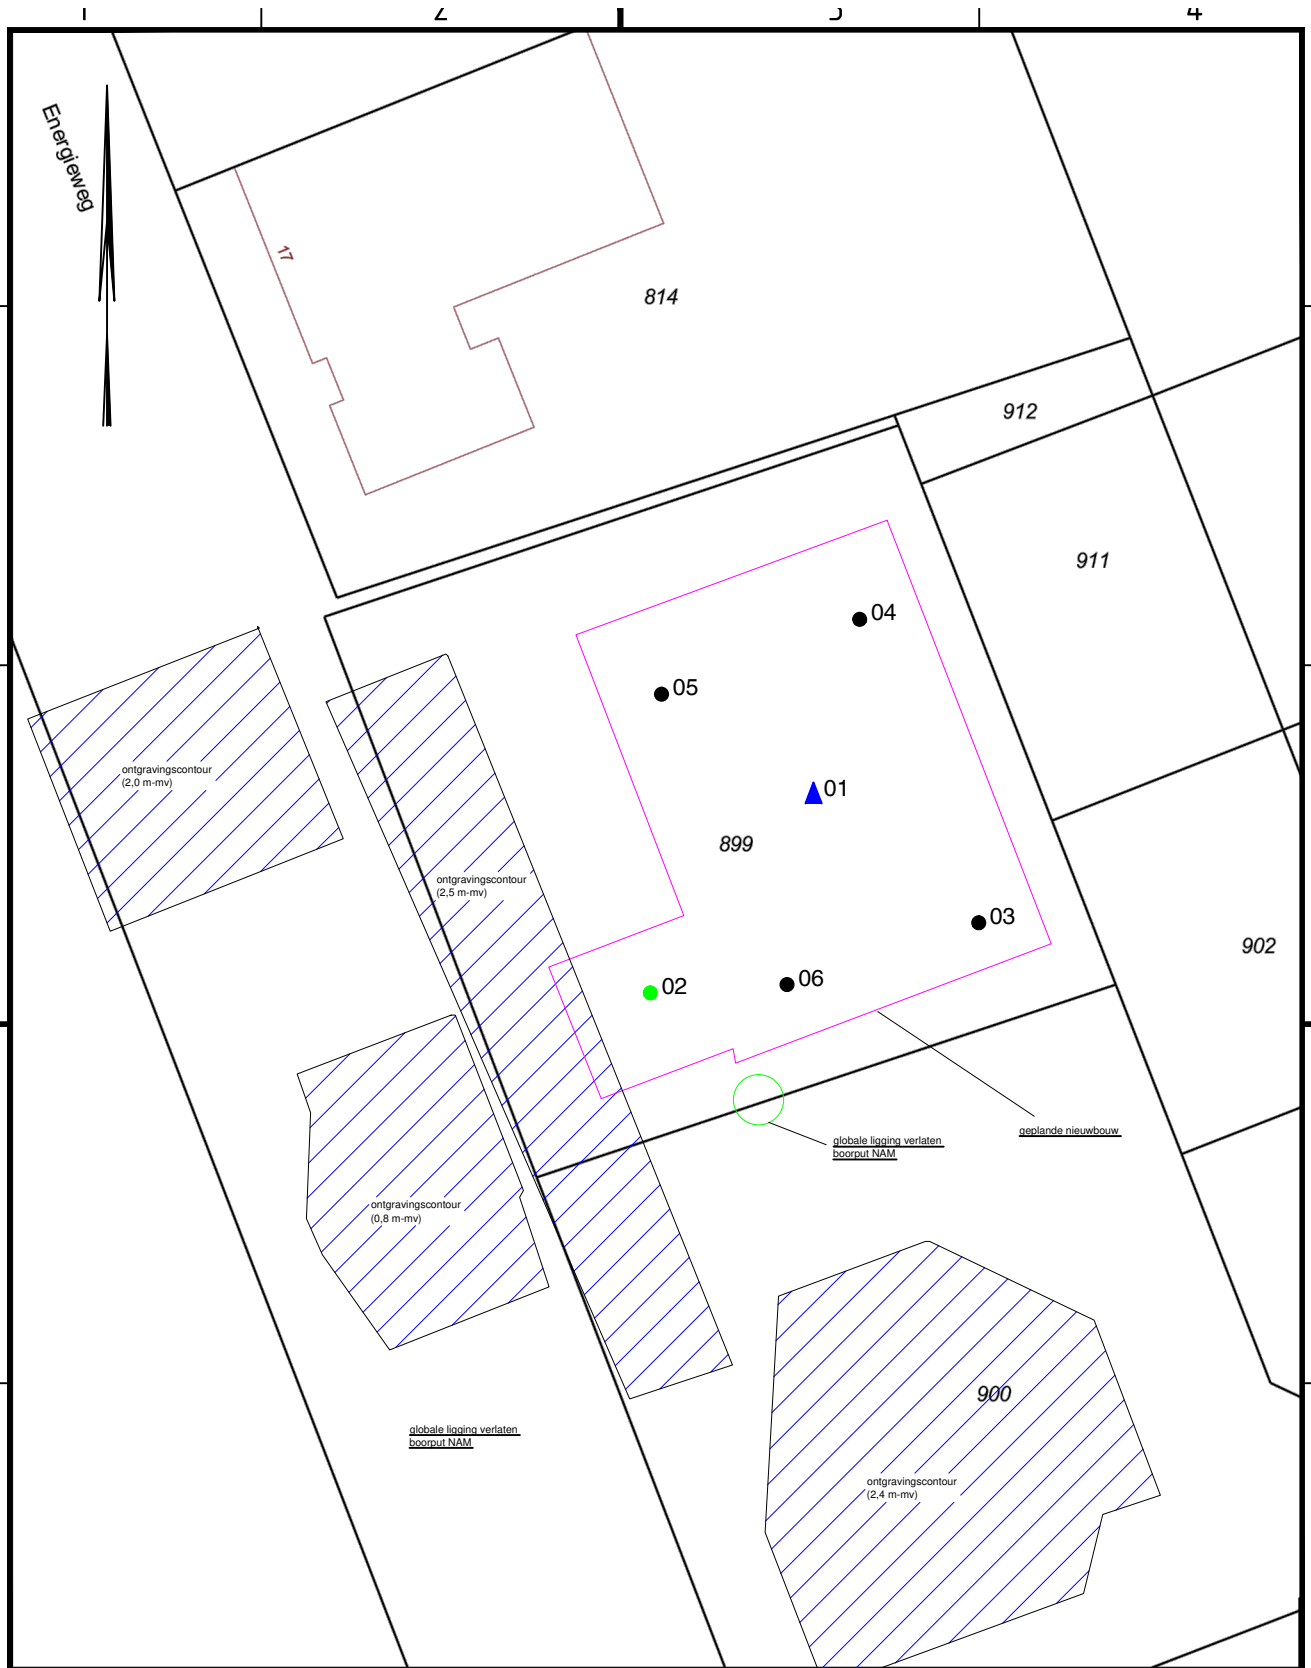 2
4
Energieweg
17
814
912
911
04
05
01
899
03
902
02
06
ontgravingscontour
(2,0 m-mv)
ontgravingscontour
(2,5 m-mv)
geplande nieuwbouw
globale ligging verlaten
boorput NAM
ontgravingscontour
(0,8 m-mv)
900
globale ligging verlaten
boorput NAM
ontgravingscontour
(2,4 m-mv)